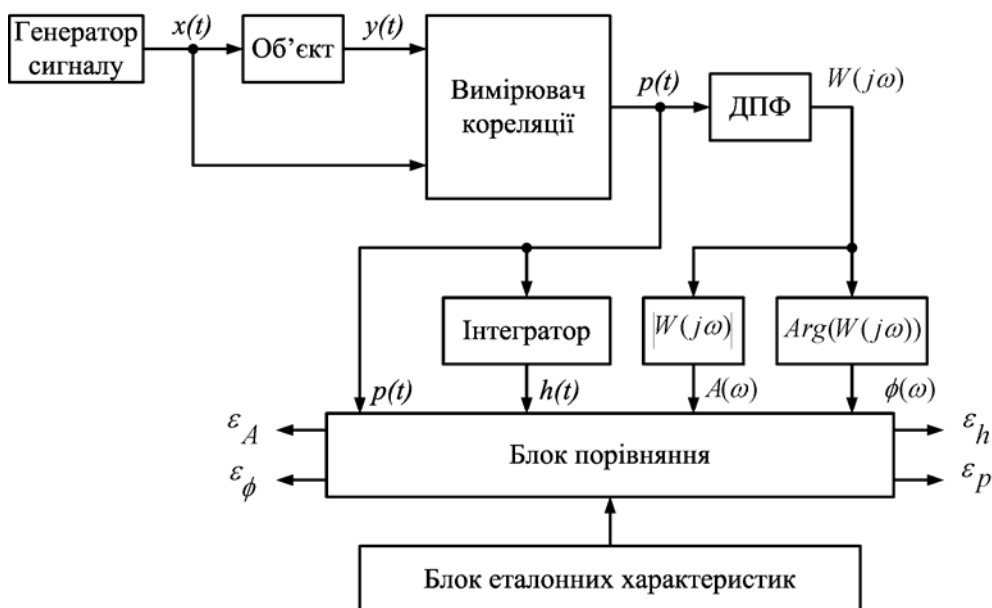 Генератор
сигналу
x(t)
Об’єкт
y(t)
Вимірювач
кореляції
p(t)
ДПФ
W(jω)
Інтегратор
|W(jω)|
Arg(W(jω))
p(t)
h(t)
A(ω)
ϕ(ω)
Блок порівняння
ε_A
ε_ϕ
ε_h
ε_p
Блок еталонних характеристик